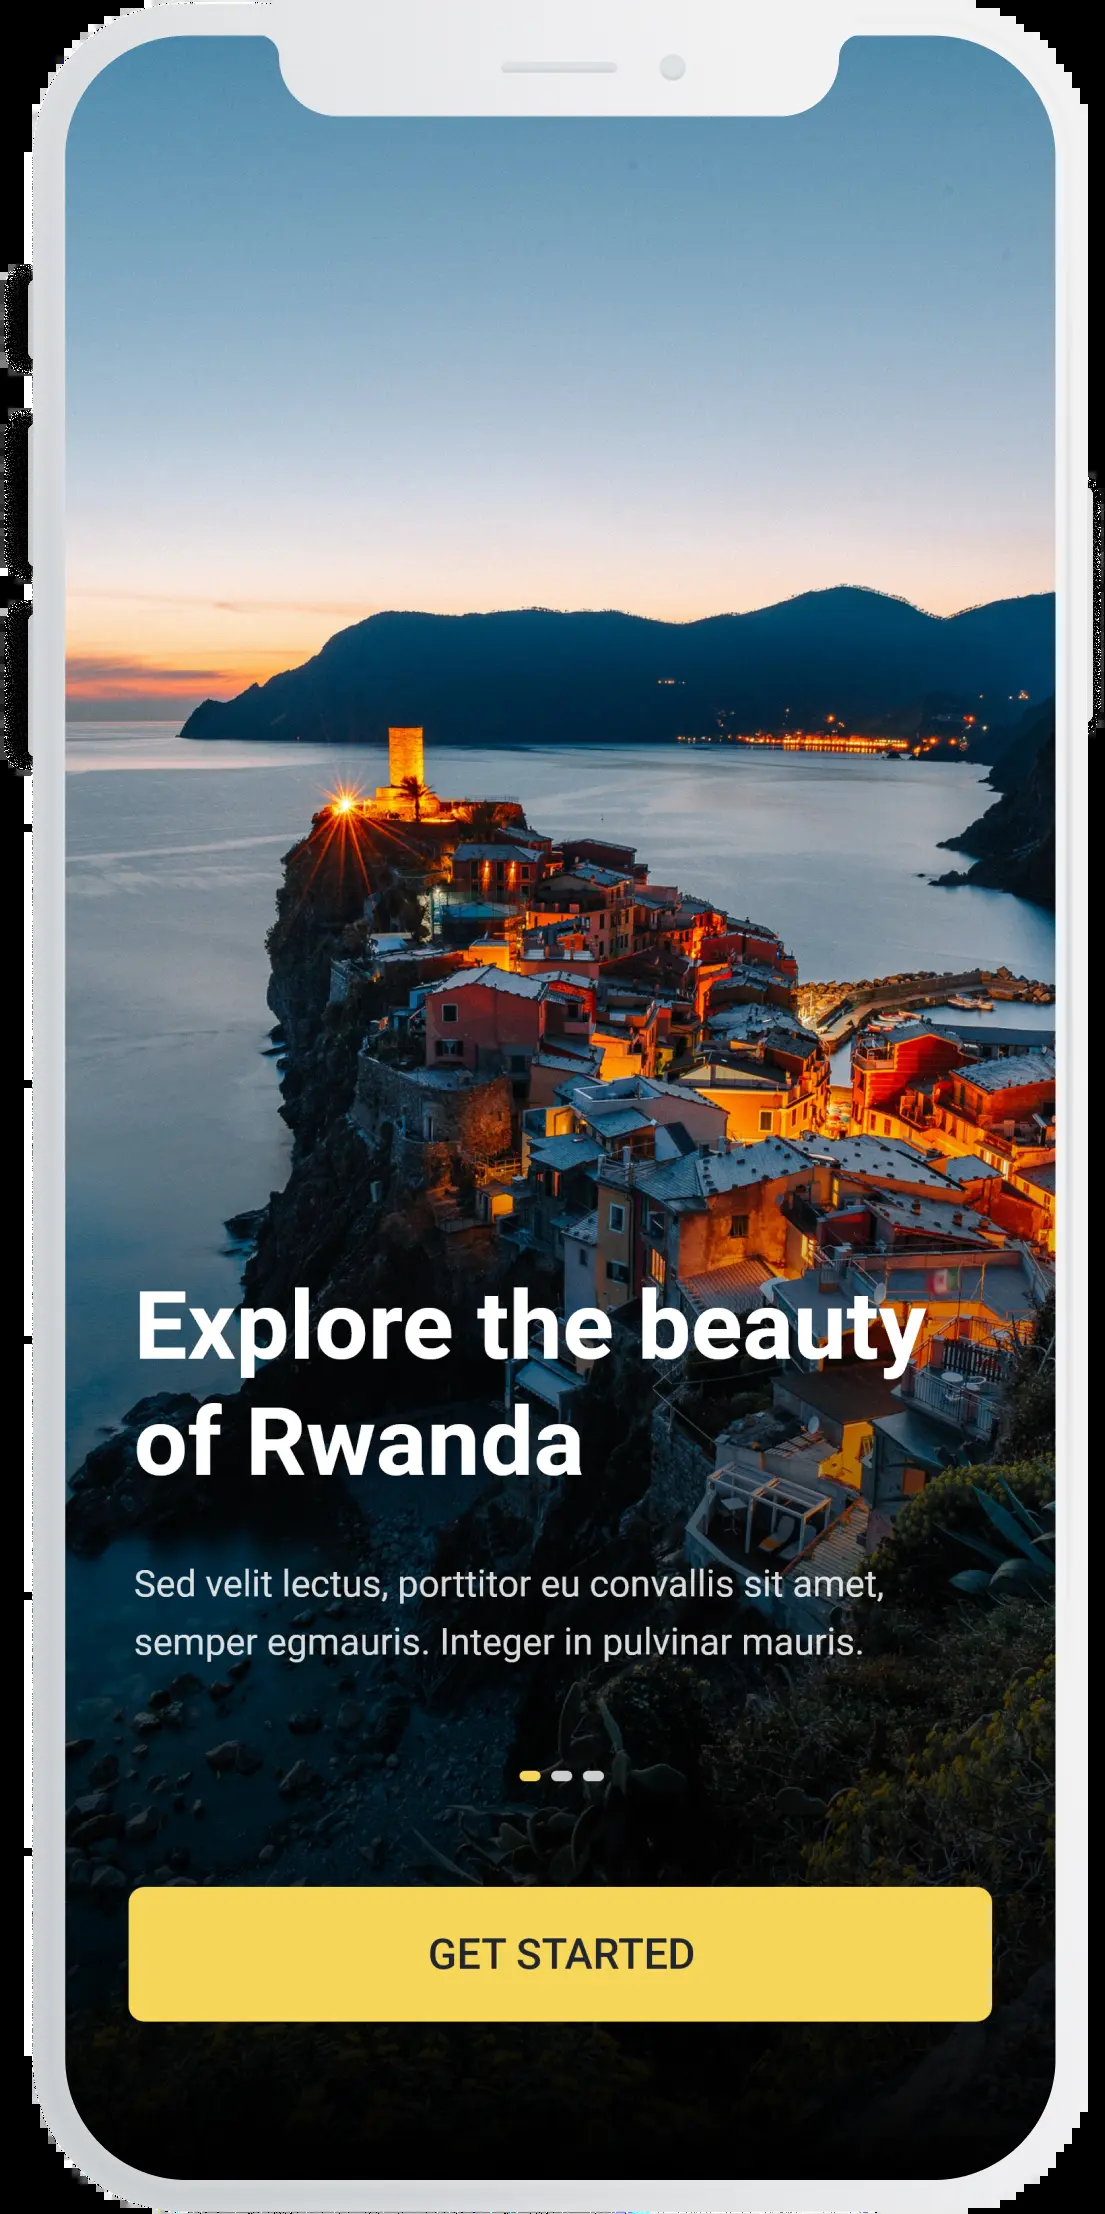 Explore the beauty
of Rwanda
Sed velit lectus, porttitor eu convallis sit amet,
semper egmauris. Integer in pulvinar mauris.
GET STARTED